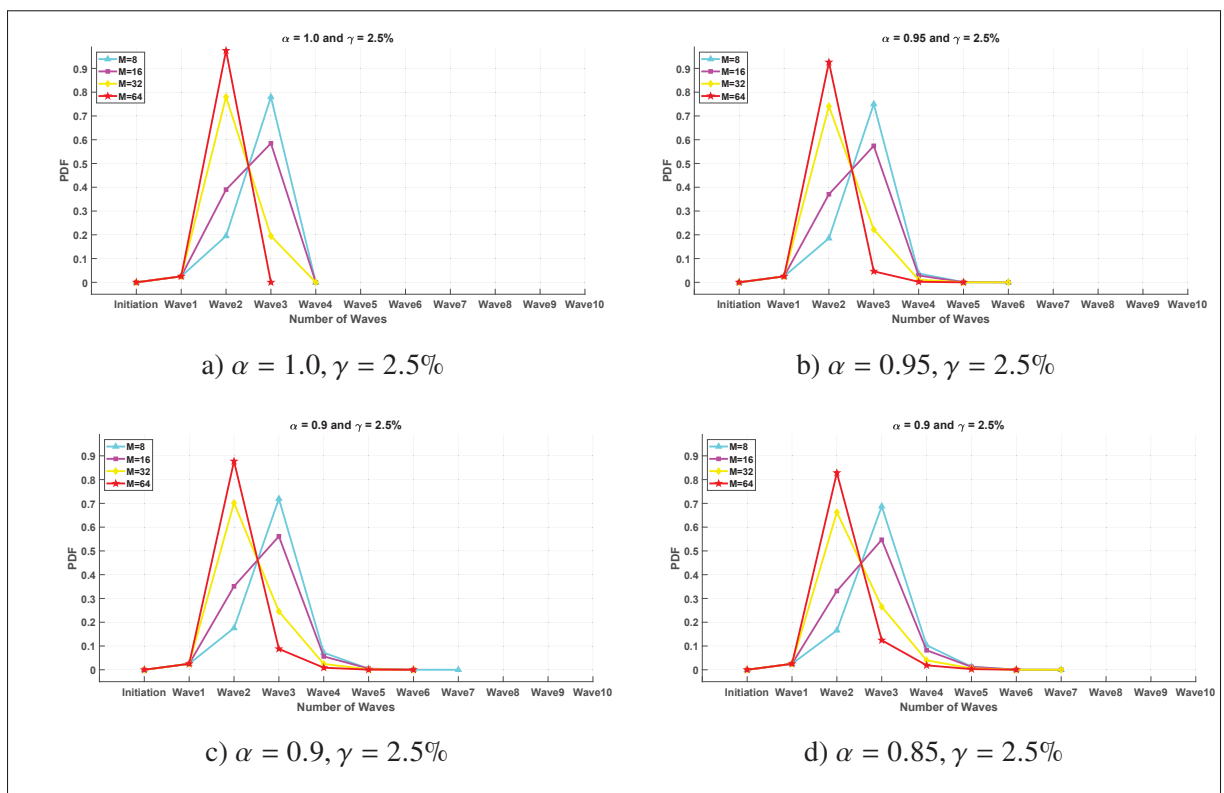 α = 1.0 and γ = 2.5%
M=8
M=16
M=32
M=64
PDF
0.9
0.8
0.7
0.6
0.5
0.4
0.3
0.2
0.1
0
Initiation Wave1 Wave2 Wave3 Wave4 Wave5 Wave6 Wave7 Wave8 Wave9 Wave10
Number of Waves
a) α = 1.0, γ = 2.5%
α = 0.95 and γ = 2.5%
M=8
M=16
M=32
M=64
PDF
0.9
0.8
0.7
0.6
0.5
0.4
0.3
0.2
0.1
0
Initiation Wave1 Wave2 Wave3 Wave4 Wave5 Wave6 Wave7 Wave8 Wave9 Wave10
Number of Waves
b) α = 0.95, γ = 2.5%
α = 0.9 and γ = 2.5%
M=8
M=16
M=32
M=64
PDF
0.9
0.8
0.7
0.6
0.5
0.4
0.3
0.2
0.1
0
Initiation Wave1 Wave2 Wave3 Wave4 Wave5 Wave6 Wave7 Wave8 Wave9 Wave10
Number of Waves
c) α = 0.9, γ = 2.5%
α = 0.9 and γ = 2.5%
M=8
M=16
M=32
M=64
PDF
0.9
0.8
0.7
0.6
0.5
0.4
0.3
0.2
0.1
0
Initiation Wave1 Wave2 Wave3 Wave4 Wave5 Wave6 Wave7 Wave8 Wave9 Wave10
Number of Waves
d) α = 0.85, γ = 2.5%